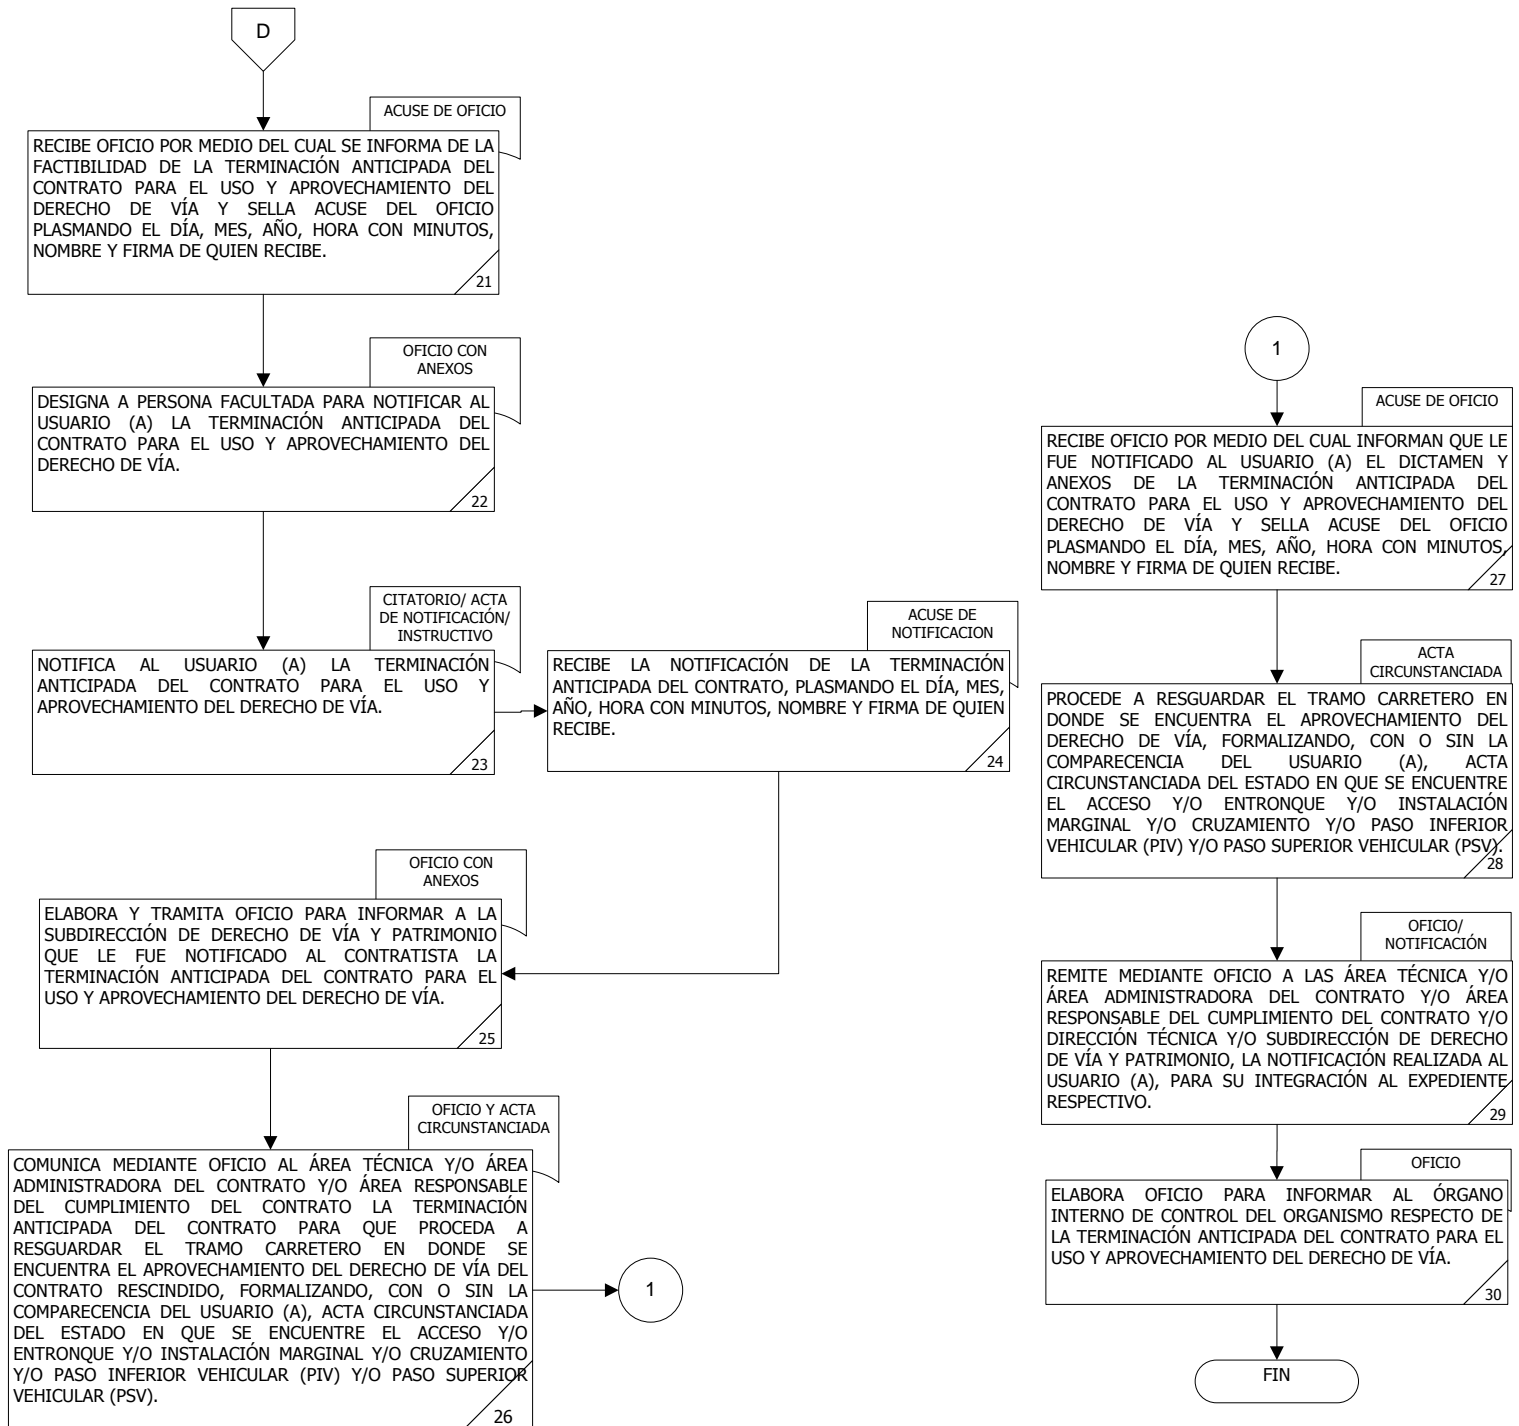 D
ACUSE DE OFICIO
RECIBE OFICIO POR MEDIO DEL CUAL SE INFORMA DE LA
FACTIBILIDAD DE LA TERMINACIÓN ANTICIPADA DEL
CONTRATO PARA EL USO Y APROVECHAMIENTO DEL
DERECHO DE VÍA Y SELLA ACUSE DEL OFICIO
PLASMANDO EL DÍA, MES, AÑO, HORA CON MINUTOS,
NOMBRE Y FIRMA DE QUIEN RECIBE.
21
OFICIO CON
ANEXOS
DESIGNA A PERSONA FACULTADA PARA NOTIFICAR AL
USUARIO (A) LA TERMINACIÓN ANTICIPADA DEL
CONTRATO PARA EL USO Y APROVECHAMIENTO DEL
DERECHO DE VÍA.
22
CITATORIO/ ACTA
DE NOTIFICACIÓN/
INSTRUCTIVO
NOTIFICA AL USUARIO (A) LA TERMINACIÓN
ANTICIPADA DEL CONTRATO PARA EL USO Y
APROVECHAMIENTO DEL DERECHO DE VÍA.
23
ACUSE DE
NOTIFICACION
RECIBE LA NOTIFICACIÓN DE LA TERMINACIÓN
ANTICIPADA DEL CONTRATO, PLASMANDO EL DÍA, MES,
AÑO, HORA CON MINUTOS, NOMBRE Y FIRMA DE QUIEN
RECIBE.
24
OFICIO CON
ANEXOS
ELABORA Y TRAMITA OFICIO PARA INFORMAR A LA
SUBDIRECCIÓN DE DERECHO DE VÍA Y PATRIMONIO
QUE LE FUE NOTIFICADO AL CONTRATISTA LA
TERMINACIÓN ANTICIPADA DEL CONTRATO PARA EL
USO Y APROVECHAMIENTO DEL DERECHO DE VÍA.
25
OFICIO Y ACTA
CIRCUNSTANCIADA
COMUNICA MEDIANTE OFICIO AL ÁREA TÉCNICA Y/O ÁREA
ADMINISTRADORA DEL CONTRATO Y/O ÁREA RESPONSABLE
DEL CUMPLIMIENTO DEL CONTRATO LA TERMINACIÓN
ANTICIPADA DEL CONTRATO PARA QUE PROCEDA A
RESGUARDAR EL TRAMO CARRETERO EN DONDE SE
ENCUENTRA EL APROVECHAMIENTO DEL DERECHO DE VÍA DEL
CONTRATO RESCINDIDO, FORMALIZANDO, CON O SIN LA
COMPARECENCIA DEL USUARIO (A), ACTA CIRCUNSTANCIADA
DEL ESTADO EN QUE SE ENCUENTRE EL ACCESO Y/O
ENTRONQUE Y/O INSTALACIÓN MARGINAL Y/O CRUZAMIENTO
Y/O PASO INFERIOR VEHICULAR (PIV) Y/O PASO SUPERIOR
VEHICULAR (PSV).
26
1
1
ACUSE DE OFICIO
RECIBE OFICIO POR MEDIO DEL CUAL INFORMAN QUE LE
FUE NOTIFICADO AL USUARIO (A) EL DICTAMEN Y
ANEXOS DE LA TERMINACIÓN ANTICIPADA DEL
CONTRATO PARA EL USO Y APROVECHAMIENTO DEL
DERECHO DE VÍA Y SELLA ACUSE DEL OFICIO
PLASMANDO EL DÍA, MES, AÑO, HORA CON MINUTOS,
NOMBRE Y FIRMA DE QUIEN RECIBE.
27
ACTA
CIRCUNSTANCIADA
PROCEDE A RESGUARDAR EL TRAMO CARRETERO EN
DONDE SE ENCUENTRA EL APROVECHAMIENTO DEL
DERECHO DE VÍA, FORMALIZANDO, CON O SIN LA
COMPARECENCIA DEL USUARIO (A), ACTA
CIRCUNSTANCIADA DEL ESTADO EN QUE SE ENCUENTRE
EL ACCESO Y/O ENTRONQUE Y/O INSTALACIÓN
MARGINAL Y/O CRUZAMIENTO Y/O PASO INFERIOR
VEHICULAR (PIV) Y/O PASO SUPERIOR VEHICULAR (PSV).
28
OFICIO/
NOTIFICACIÓN
REMITE MEDIANTE OFICIO A LAS ÁREA TÉCNICA Y/O
ÁREA ADMINISTRADORA DEL CONTRATO Y/O ÁREA
RESPONSABLE DEL CUMPLIMIENTO DEL CONTRATO Y/O
DIRECCIÓN TÉCNICA Y/O SUBDIRECCIÓN DE DERECHO
DE VÍA Y PATRIMONIO, LA NOTIFICACIÓN REALIZADA AL
USUARIO (A), PARA SU INTEGRACIÓN AL EXPEDIENTE
RESPECTIVO.
29
OFICIO
ELABORA OFICIO PARA INFORMAR AL ÓRGANO
INTERNO DE CONTROL DEL ORGANISMO RESPECTO DE
LA TERMINACIÓN ANTICIPADA DEL CONTRATO PARA EL
USO Y APROVECHAMIENTO DEL DERECHO DE VÍA.
30
FIN